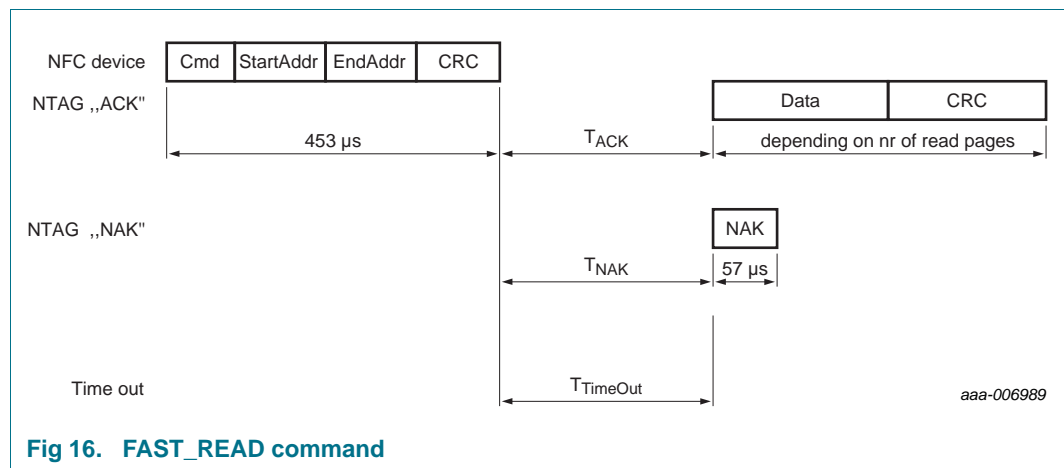 NFC device Cmd StartAddr EndAddr CRC
NTAG ,,ACK" Data CRC
453 µs TACK depending on nr of read pages
NTAG ,,NAK" NAK
TNAK 57 µs
Time out TTimeOut aaa-006989
Fig 16. FAST_READ command